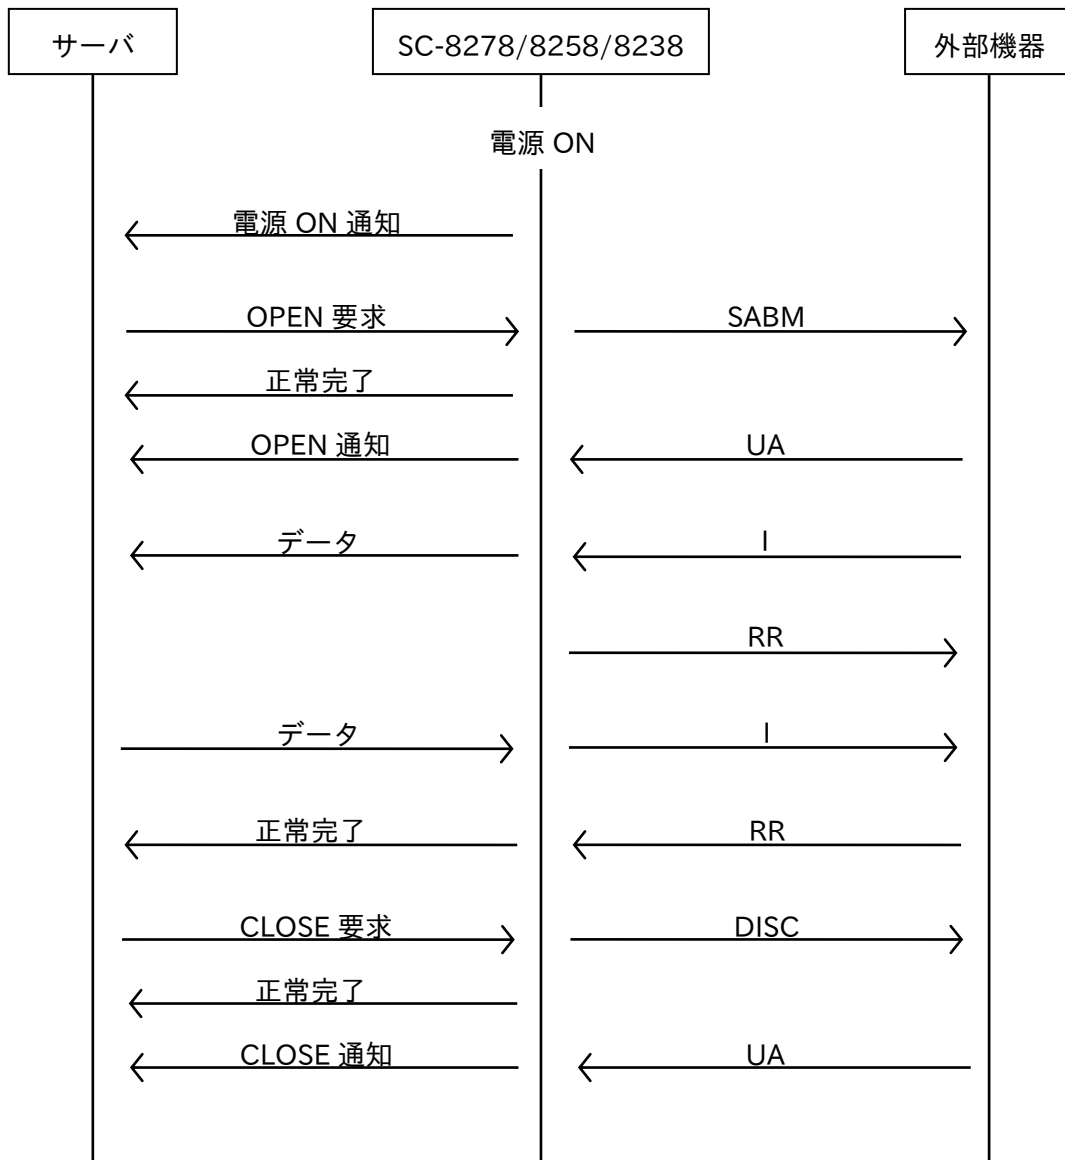 サーバ
SC-8278/8258/8238
外部機器
電源 ON
電源 ON 通知
OPEN 要求
SABM
正常完了
OPEN 通知
UA
データ
I
RR
データ
I
正常完了
RR
CLOSE 要求
DISC
正常完了
CLOSE 通知
UA